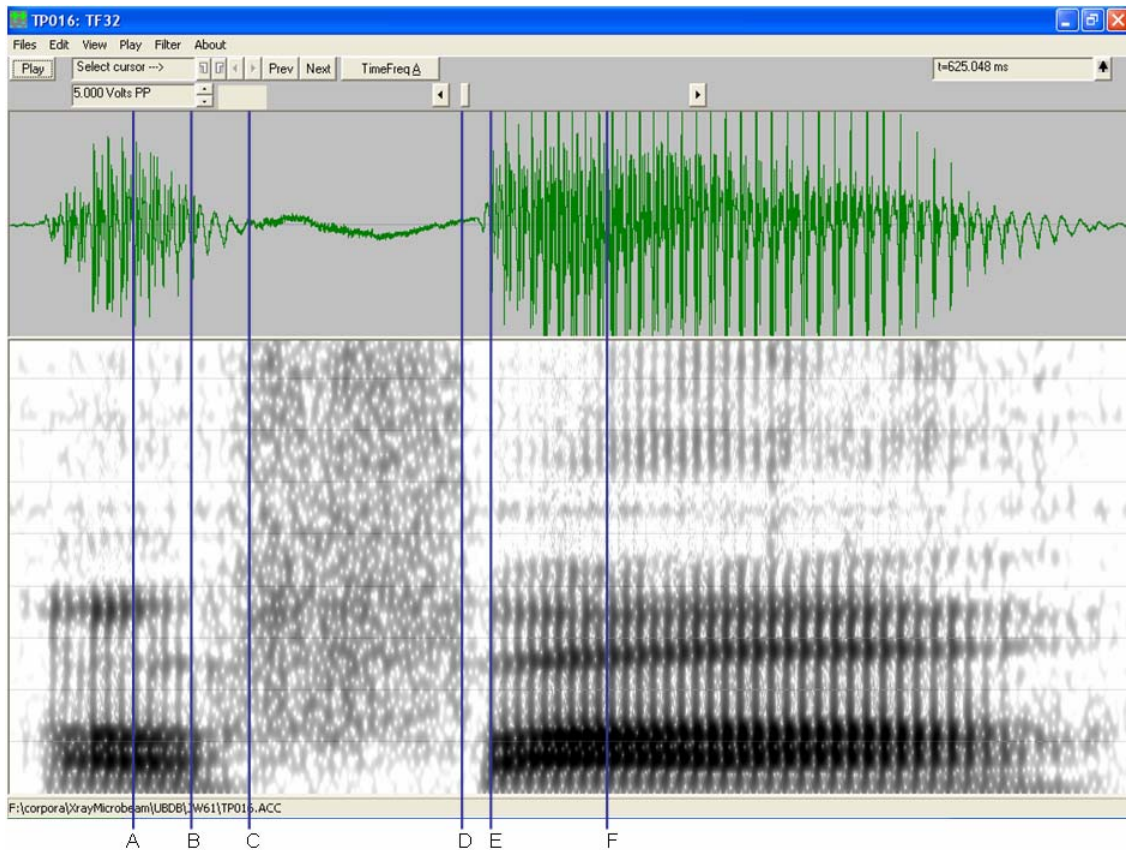 TP016: TF32
Files Edit View Play Filter About
Play Select cursor ---> Prev Next TimeFreq A t=625.048 ms
5.000 Volts PP
F:\corpora\XrayMicrobeam\UBDB\JW61\TP016.ACC
A B C D E F